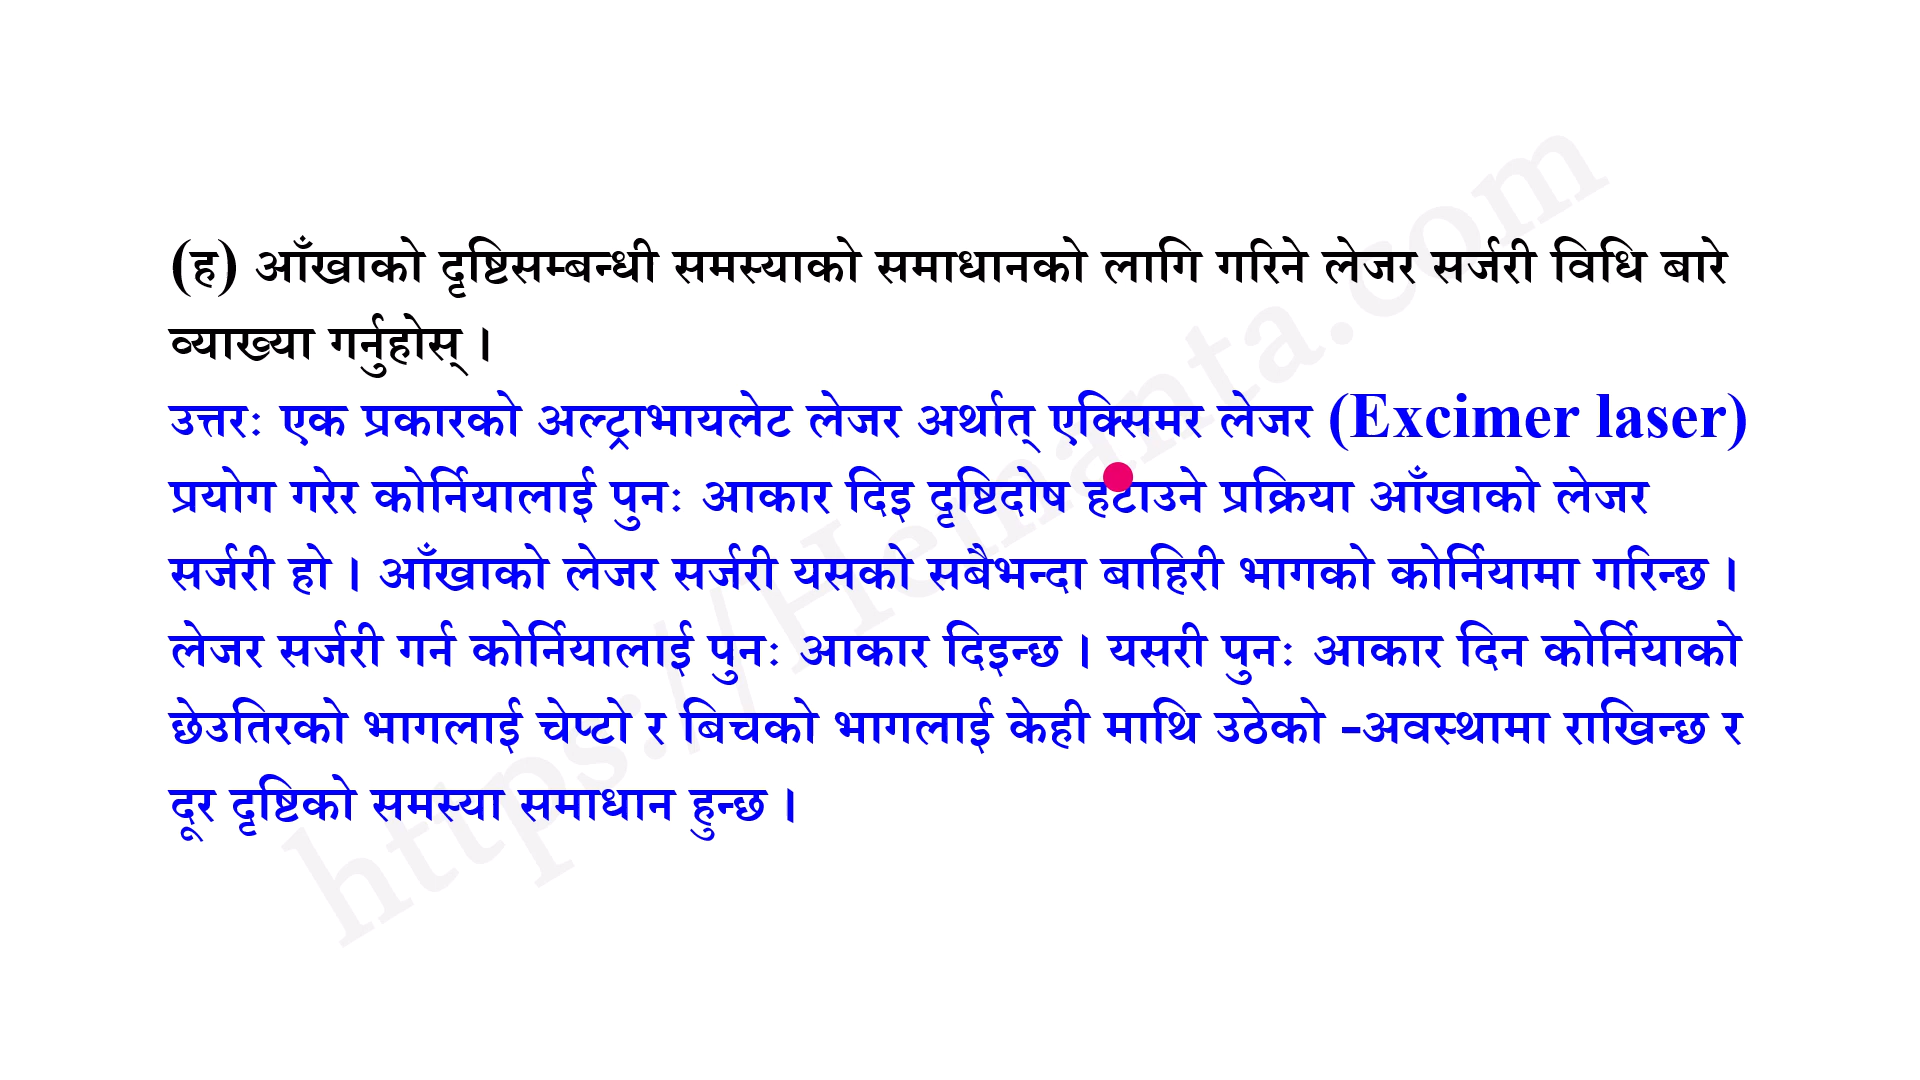 (ह) आँखाको दृष्टिसम्बन्धी समस्याको समाधानको लागि गरिने लेजर सर्जरी विधि बारे
व्याख्या गर्नुहोस् ।
उत्तरः एक प्रकारको अल्ट्राभायलेट लेजर अर्थात् एक्सिमर लेजर (Excimer laser)
प्रयोग गरेर कोर्नियालाई पुनः आकार दिइ दृष्टिदोष हटाउने प्रक्रिया आँखाको लेजर
सर्जरी हो । आँखाको लेजर सर्जरी यसको सबैभन्दा बाहिरी भागको कोर्नियामा गरिन्छ ।
लेजर सर्जरी गर्न कोर्नियालाई पुनः आकार दिइन्छ । यसरी पुनः आकार दिन कोर्नियाको
छेउतिरको भागलाई चेप्टो र बिचको भागलाई केही माथि उठेको -अवस्थामा राखिन्छ र
दूर दृष्टिको समस्या समाधान हुन्छ ।
https://Hemanta.com